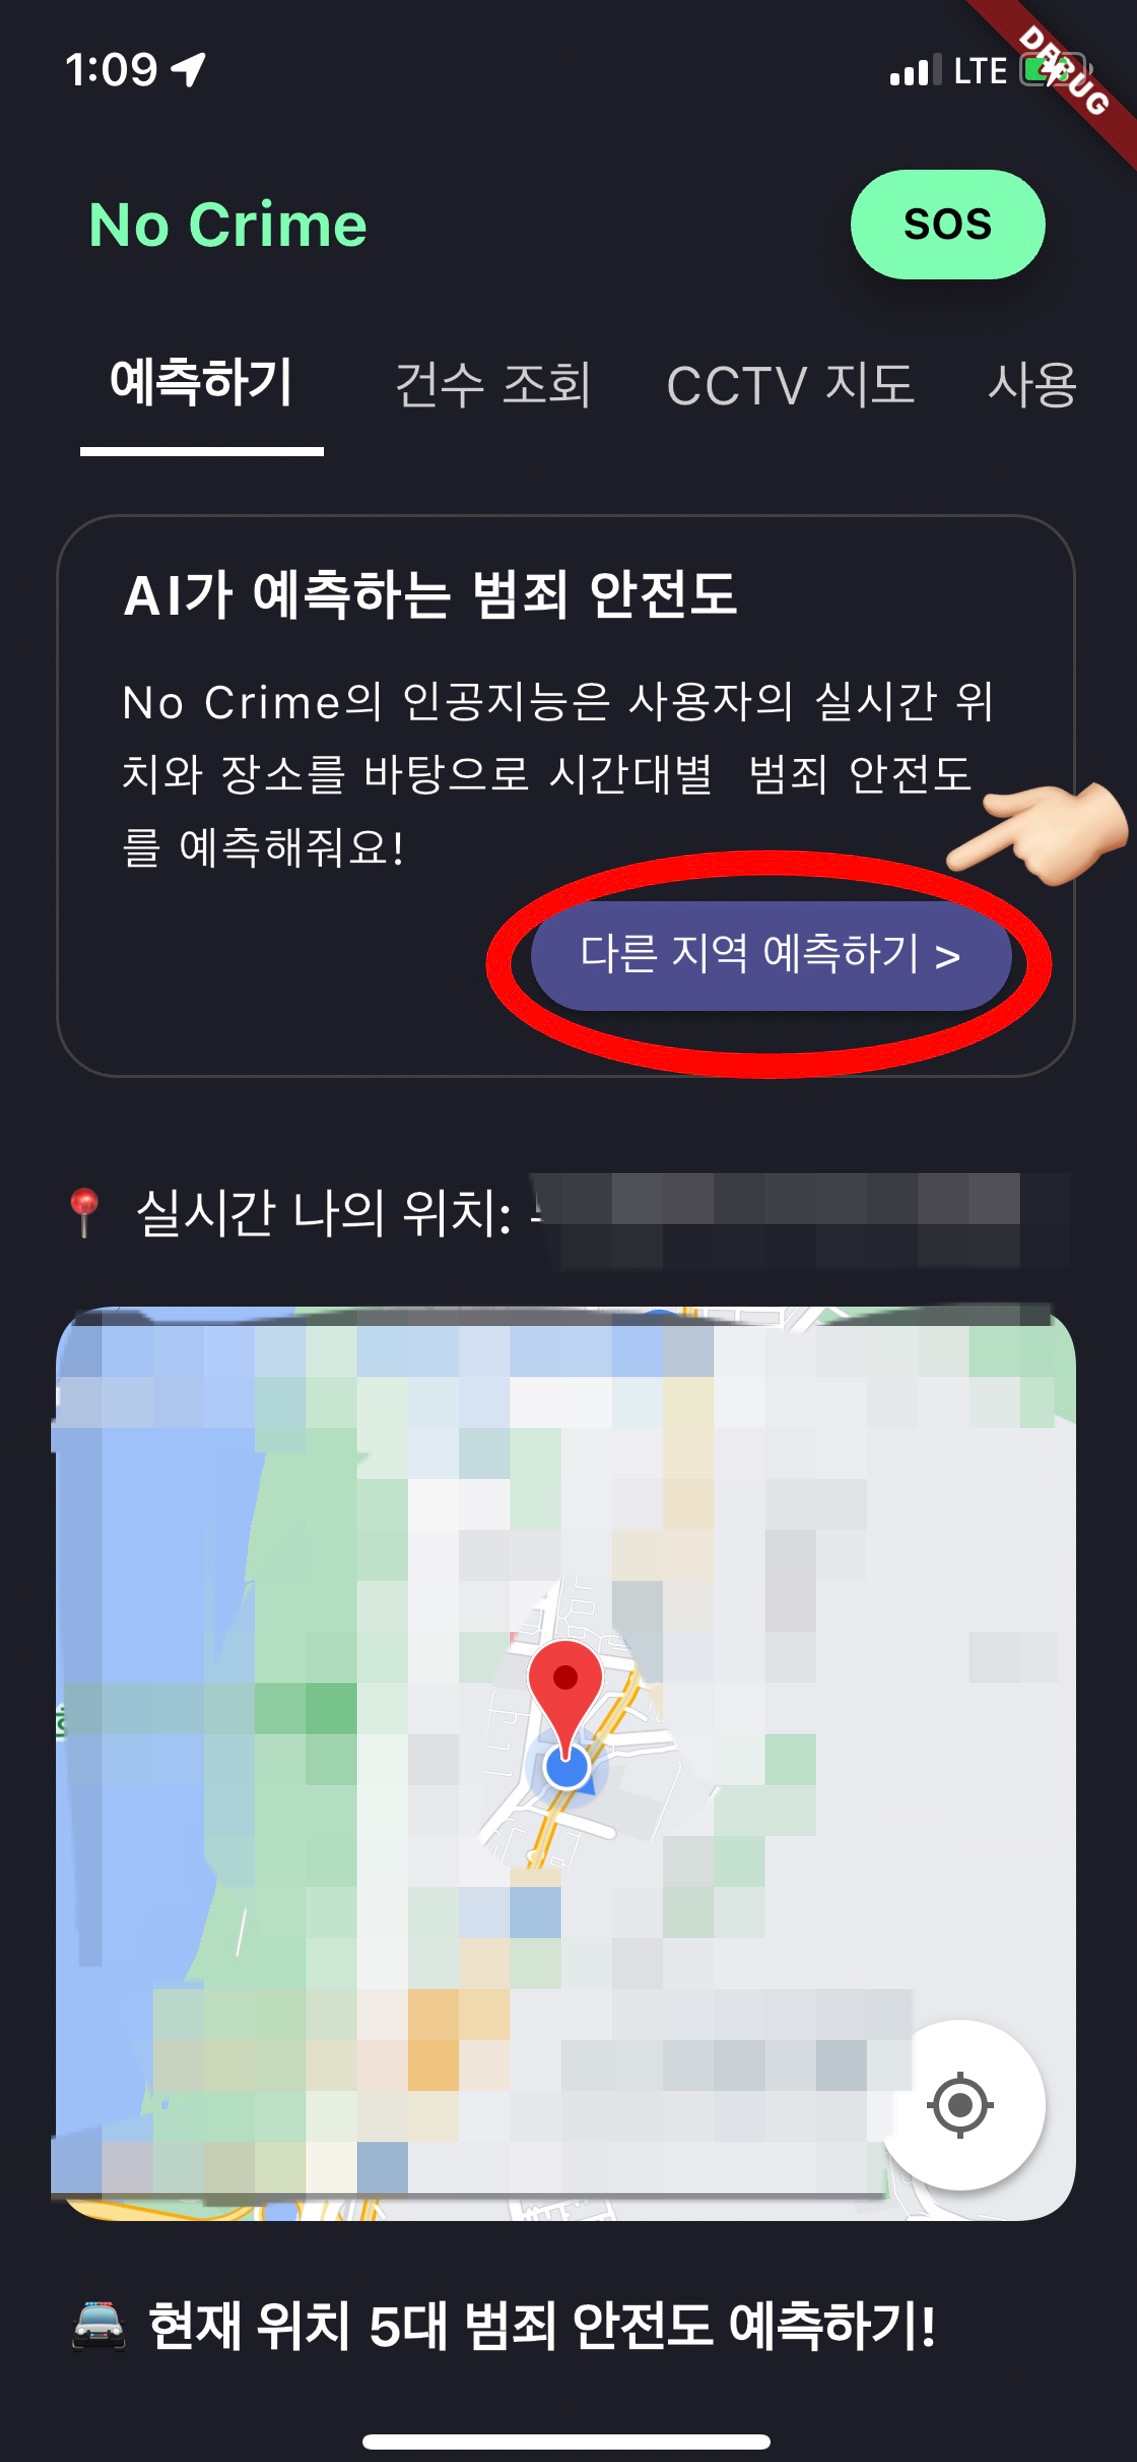 1:09
LTE
DEBUG
No Crime
SOS
예측하기 건수 조회 CCTV 지도 사용
AI가 예측하는 범죄 안전도
No Crime의 인공지능은 사용자의 실시간 위
치와 장소를 바탕으로 시간대별 범죄 안전도
를 예측해줘요!
다른 지역 예측하기 >
실시간 나의 위치:
현재 위치 5대 범죄 안전도 예측하기!